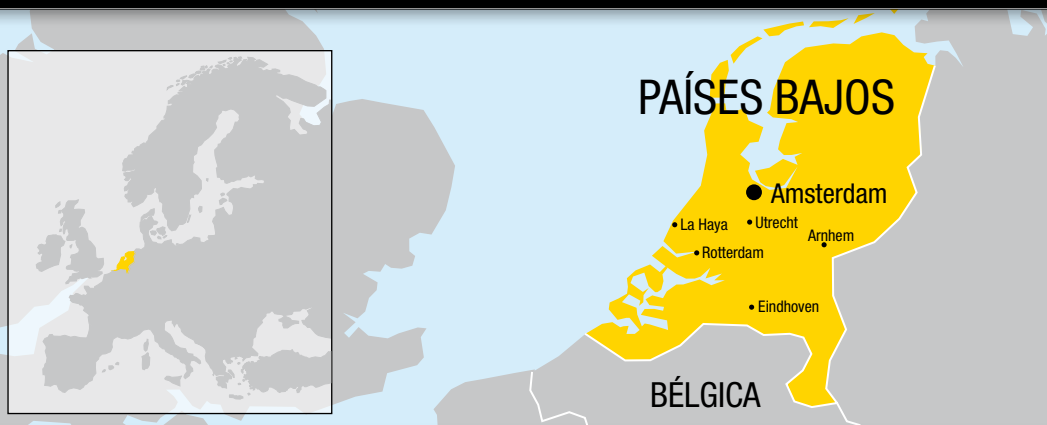 PAÍSES BAJOS
Amsterdam
La Haya
Utrecht
Arnhem
Rotterdam
Eindhoven
BÉLGICA